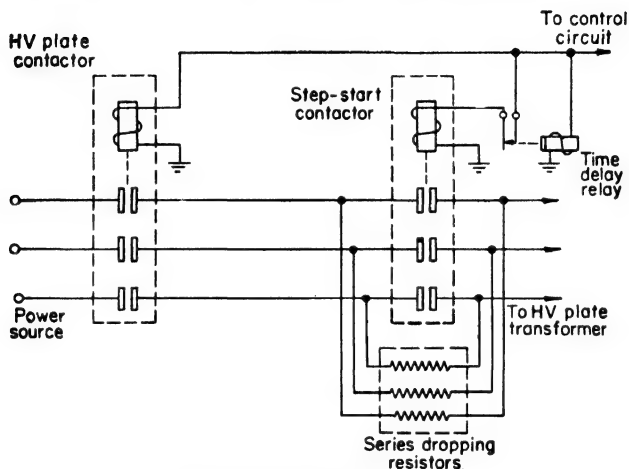 To control
circuit
HV plate
contactor
Step-start
contactor
Time
delay
relay
Power
source
To HV plate
transformer
Series dropping
resistors